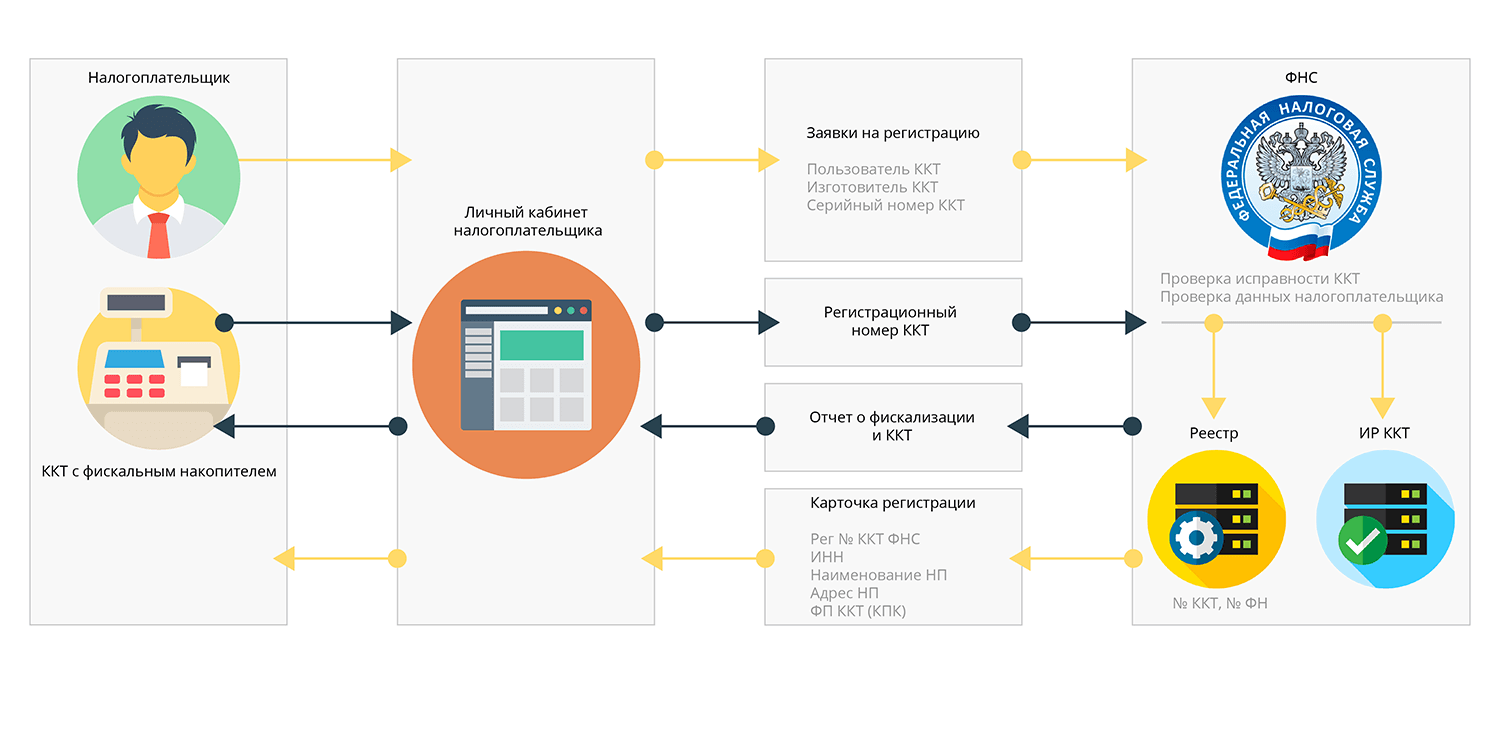 Налогоплательщик
ККТ с фискальным накопителем
Личный кабинет
налогоплательщика
Заявки на регистрацию
Пользователь ККТ
Изготовитель ККТ
Серийный номер ККТ
Регистрационный
номер ККТ
Отчет о фискализации
и ККТ
Карточка регистрации
Рег № ККТ ФНС
ИНН
Наименование НП
Адрес НП
ФП ККТ (КПК)
ФНС
ФЕДЕРАЛЬНАЯ НАЛОГОВАЯ СЛУЖБА
Проверка исправности ККТ
Проверка данных налогоплательщика
Реестр
ИР ККТ
№ ККТ, № ФН